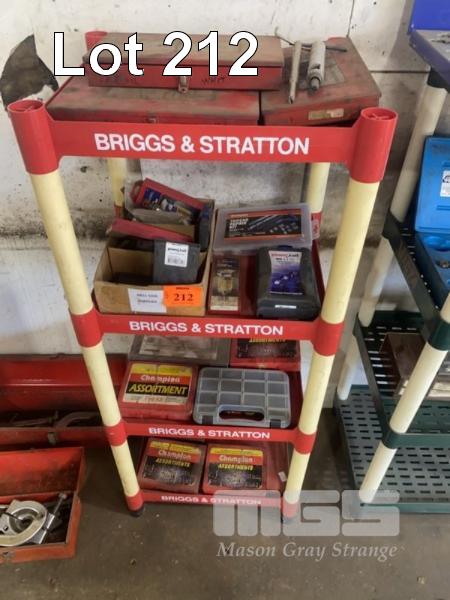 Lot 212
BRIGGS & STRATTON
212
BRIGGS & STRATTON
Champion
ASSORTMENT
BRIGGS & STRATTON
Champion
ASSORTMENT
Champion
ASSORTMENT
BRIGGS & STRATTON
MGS
Mason Gray Strange